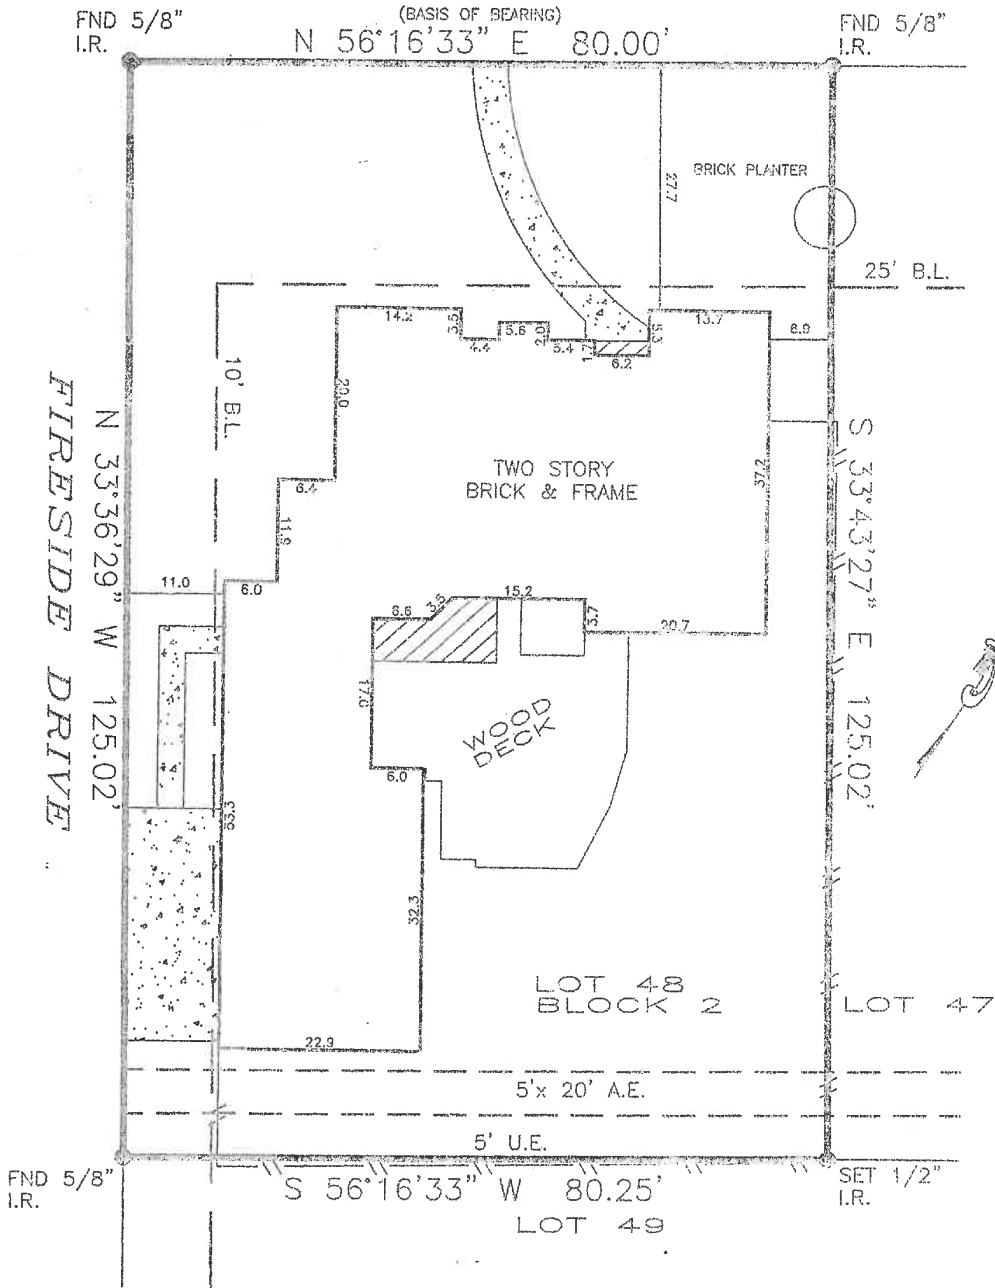 (BASIS OF BEARING)
FND 5/8"
I.R.
N 56°16'33" E 80.00'
FND 5/8"
I.R.
BRICK PLANTER
27.7
25' B.L.
14.2
3.5
4.4
5.6
2.0
5.4
1.7
6.2
5.3
13.7
8.9
10' B.L.
20.0
6.4
11.9
6.0
11.0
TWO STORY
BRICK & FRAME
37.2
S 33°43'27" E 125.02'
N 33°36'29" W 125.02'
FIRESIDE DRIVE
15.2
6.6
3.5
3.7
20.7
17.6
WOOD
DECK
6.0
53.3
32.3
22.9
LOT 48
BLOCK 2
LOT 47
5'x 20' A.E.
5' U.E.
FND 5/8"
I.R.
S 56°16'33" W 80.25'
SET 1/2"
I.R.
LOT 49